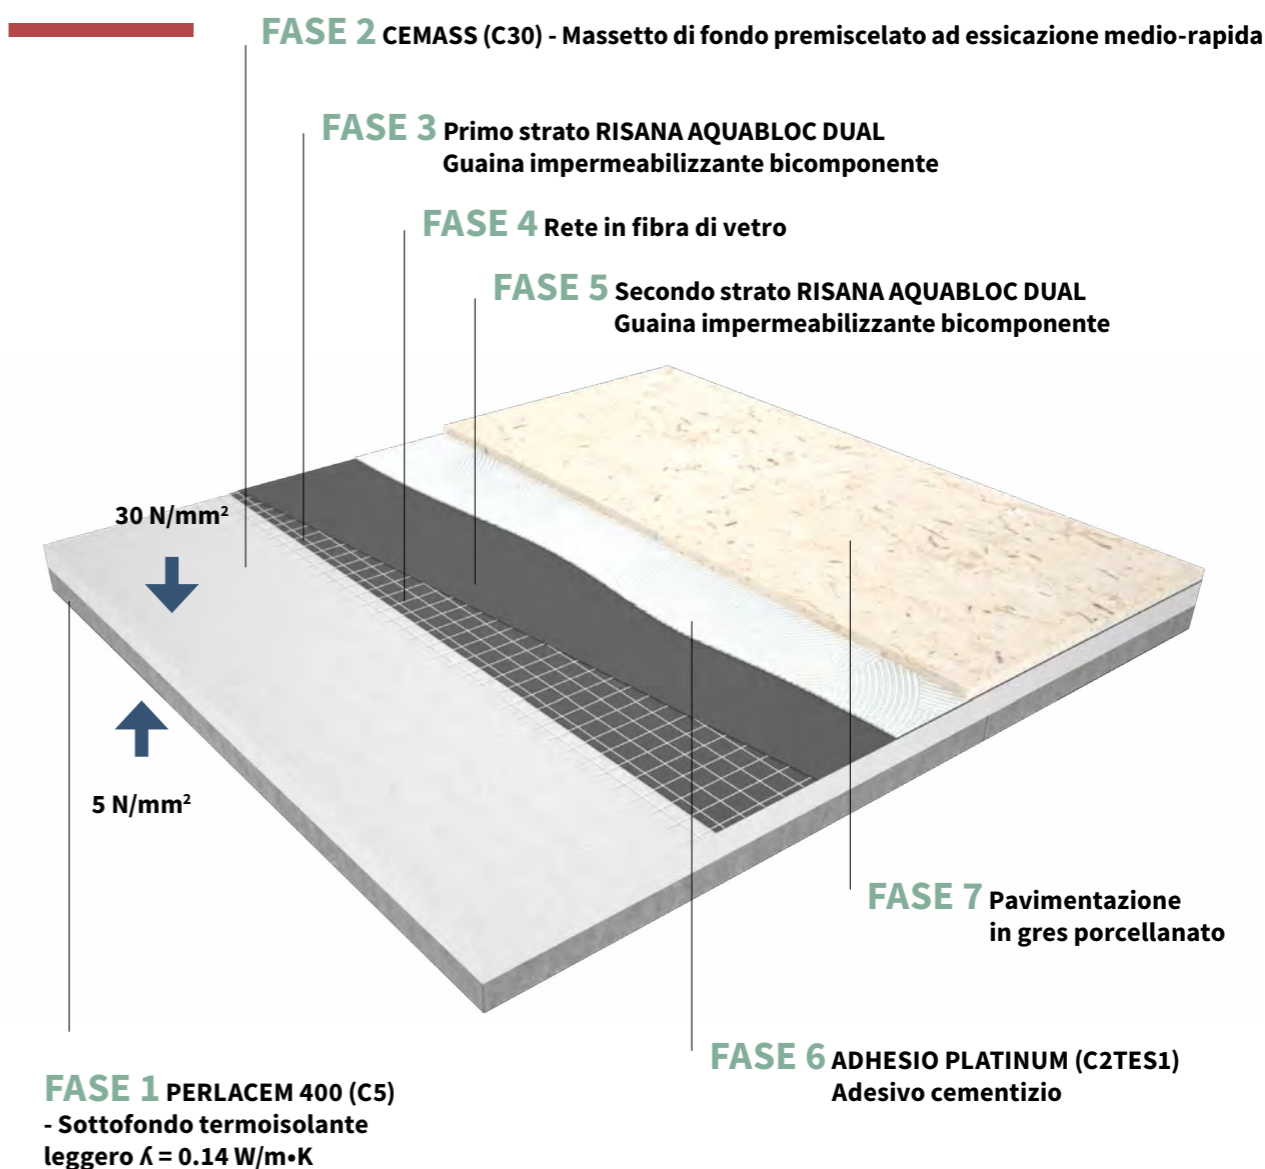 FASE 2 CEMASS (C30) - Massetto di fondo premiscelato ad essicazione medio-rapida
FASE 3 Primo strato RISANA AQUABLOC DUAL
Guaina impermeabilizzante bicomponente
FASE 4 Rete in fibra di vetro
FASE 5 Secondo strato RISANA AQUABLOC DUAL
Guaina impermeabilizzante bicomponente
30 N/mm²
5 N/mm²
FASE 7 Pavimentazione
in gres porcellanato
FASE 6 ADHESIO PLATINUM (C2TES1)
Adesivo cementizio
FASE 1 PERLACEM 400 (C5)
- Sottofondo termoisolante
leggero ʎ = 0.14 W/m•K